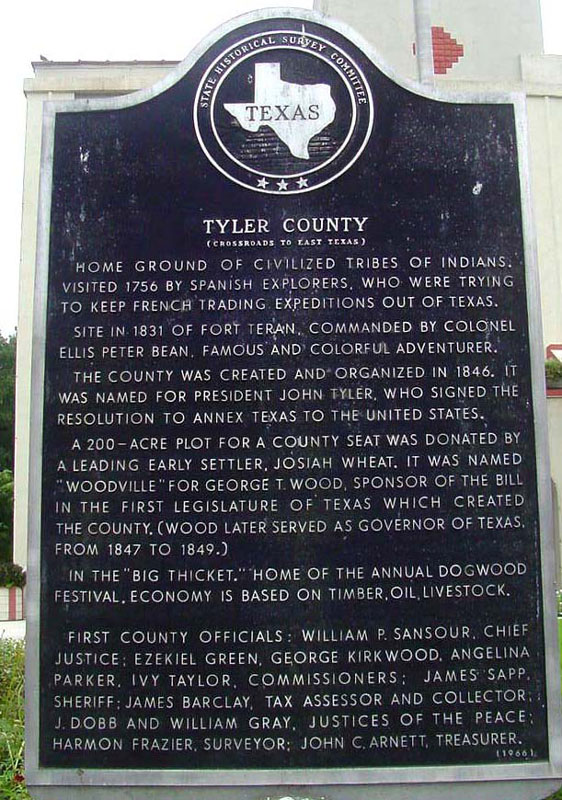 STATE HISTORICAL SURVEY COMMITTEE
TEXAS
TYLER COUNTY
(CROSSROADS TO EAST TEXAS)
HOME GROUND OF CIVILIZED TRIBES OF INDIANS.
VISITED 1756 BY SPANISH EXPLORERS, WHO WERE TRYING
TO KEEP FRENCH TRADING EXPEDITIONS OUT OF TEXAS.
SITE IN 1831 OF FORT TERAN, COMMANDED BY COLONEL
ELLIS PETER BEAN, FAMOUS AND COLORFUL ADVENTURER.
THE COUNTY WAS CREATED AND ORGANIZED IN 1846. IT
WAS NAMED FOR PRESIDENT JOHN TYLER, WHO SIGNED THE
RESOLUTION TO ANNEX TEXAS TO THE UNITED STATES.
A 200-ACRE PLOT FOR A COUNTY SEAT WAS DONATED BY
A LEADING EARLY SETTLER, JOSIAH WHEAT. IT WAS NAMED
"WOODVILLE" FOR GEORGE T. WOOD, SPONSOR OF THE BILL
IN THE FIRST LEGISLATURE OF TEXAS WHICH CREATED
THE COUNTY. (WOOD LATER SERVED AS GOVERNOR OF TEXAS,
FROM 1847 TO 1849.)
IN THE "BIG THICKET." HOME OF THE ANNUAL DOGWOOD
FESTIVAL. ECONOMY IS BASED ON TIMBER, OIL, LIVESTOCK.
FIRST COUNTY OFFICIALS: WILLIAM P. SANSOUR, CHIEF
JUSTICE; EZEKIEL GREEN, GEORGE KIRKWOOD, ANGELINA
PARKER, IVY TAYLOR, COMMISSIONERS; JAMES SAPP,
SHERIFF; JAMES BARCLAY, TAX ASSESSOR AND COLLECTOR;
J. DOBB AND WILLIAM GRAY, JUSTICES OF THE PEACE;
HARMON FRAZIER, SURVEYOR; JOHN C. ARNETT, TREASURER.
(1966)